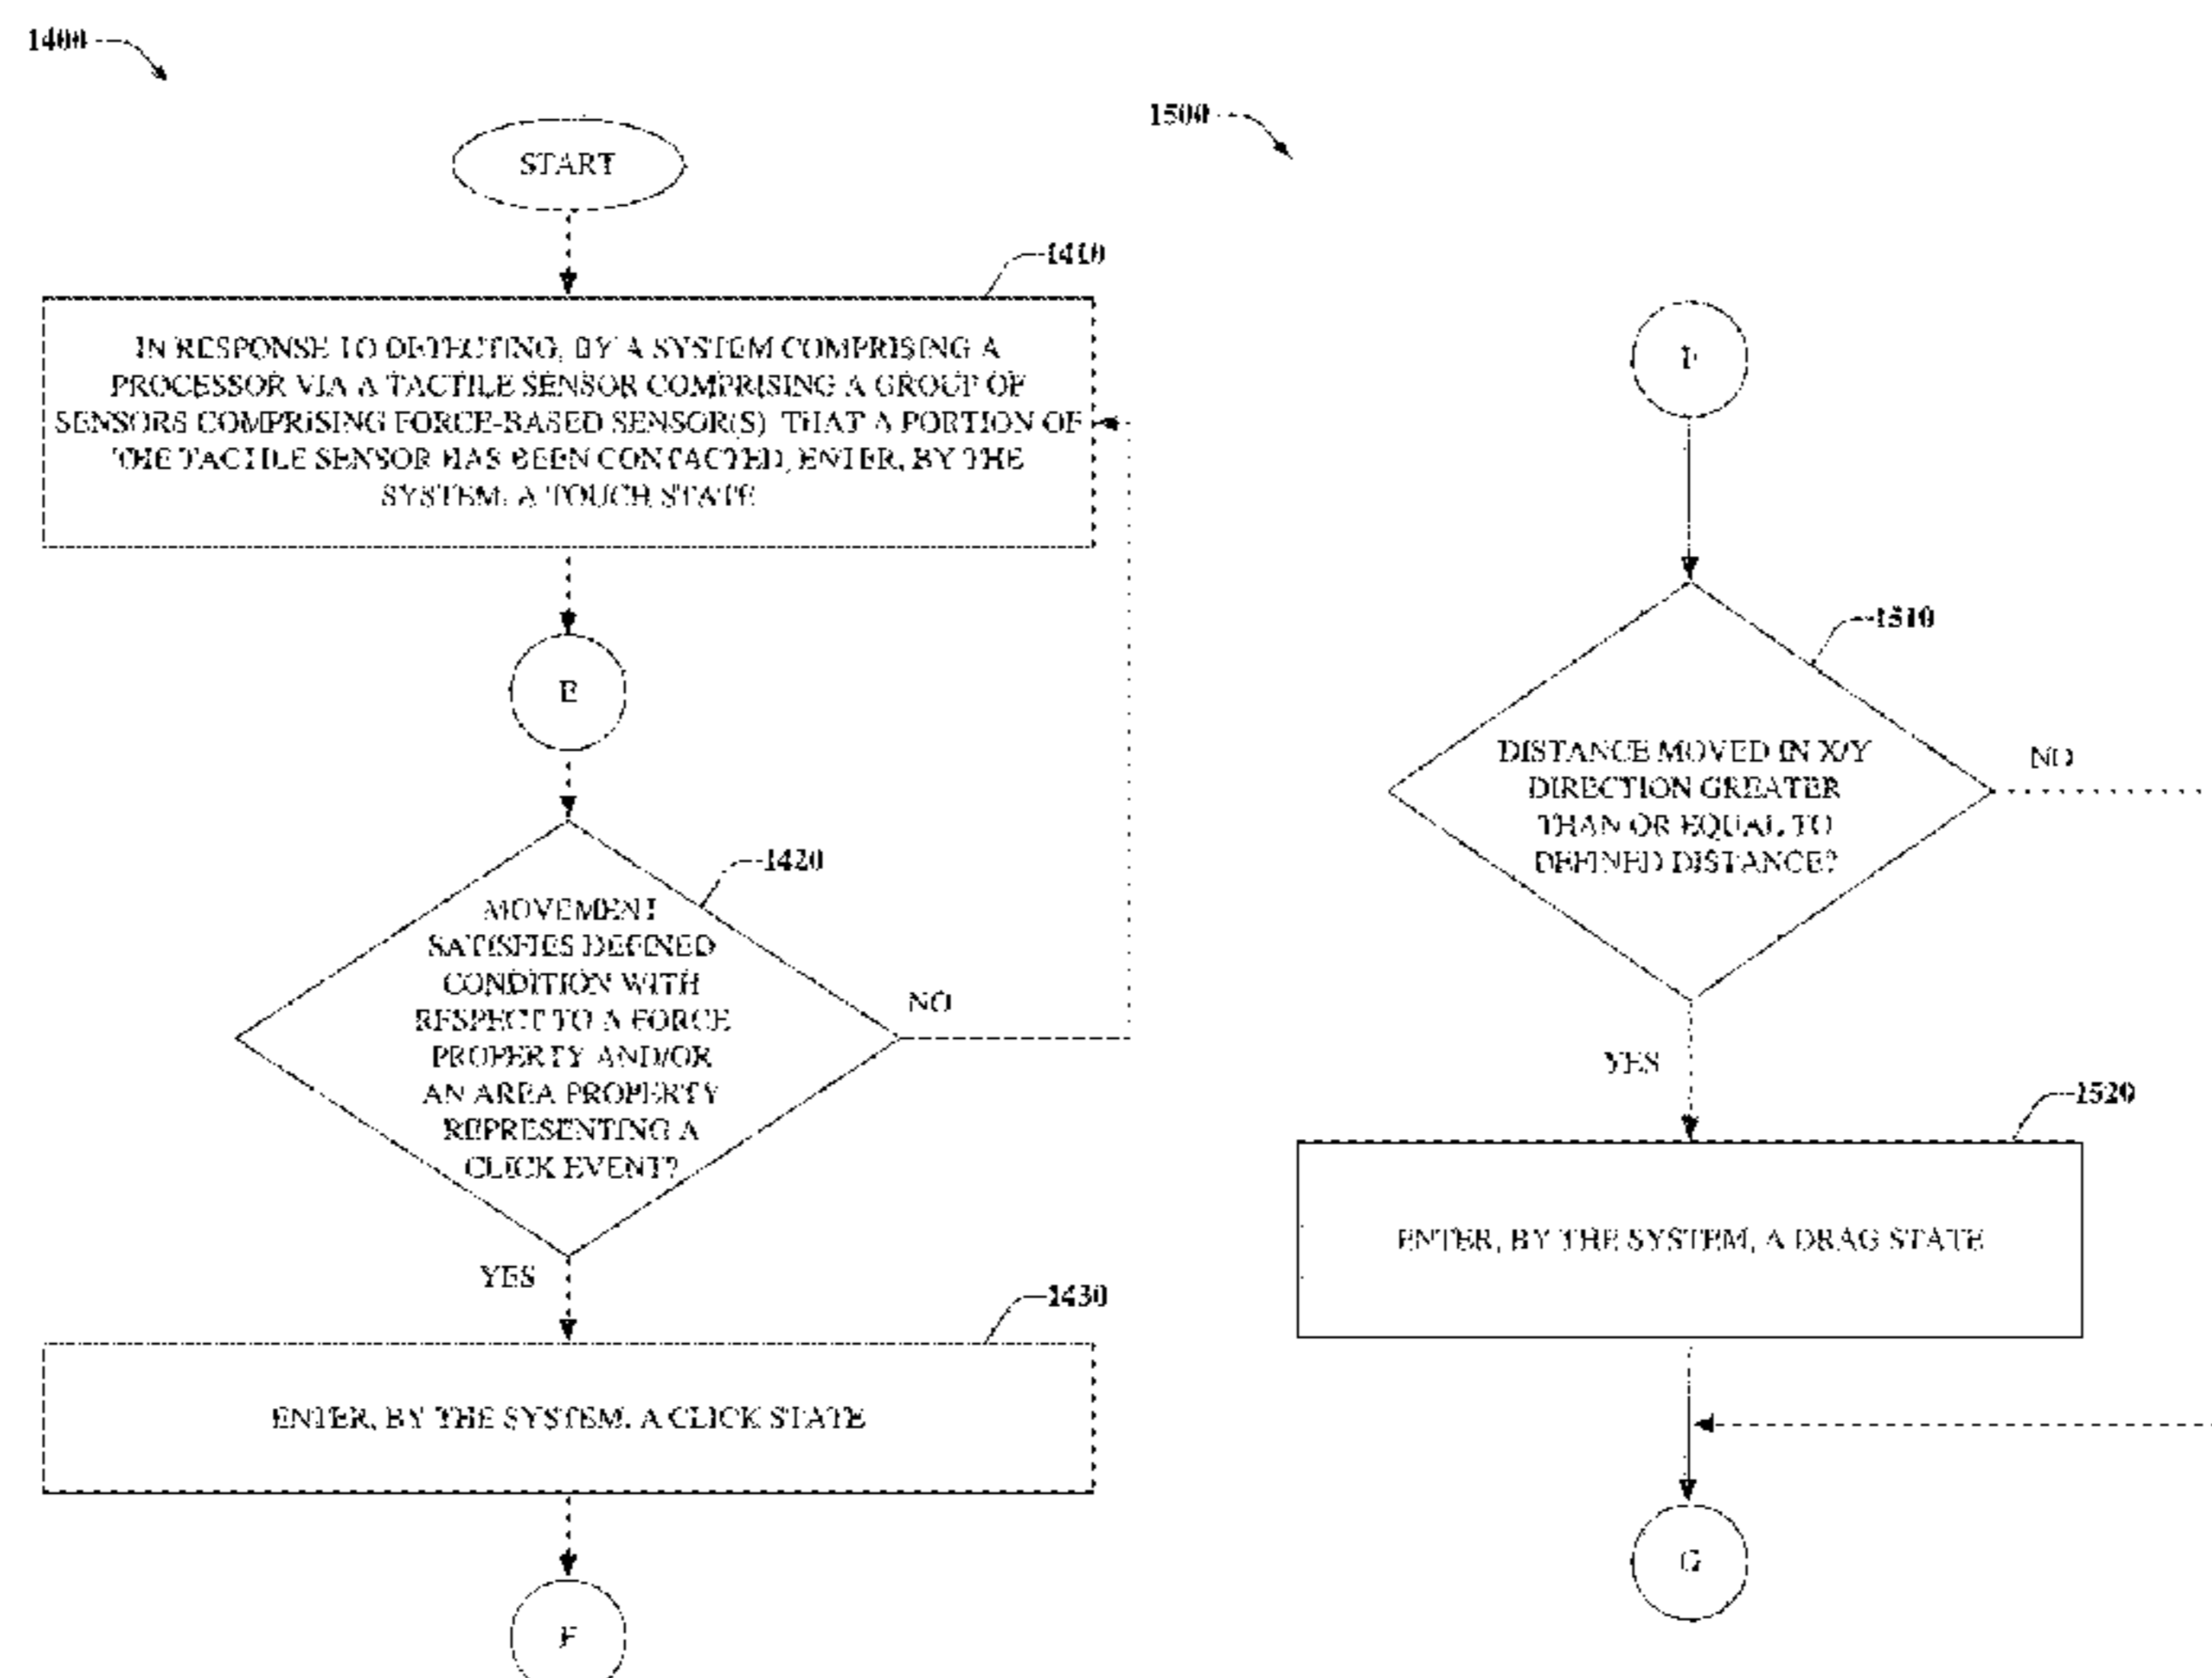 1400
START
1410
IN RESPONSE TO DETECTING, BY A SYSTEM COMPRISING A
PROCESSOR VIA A TACTILE SENSOR COMPRISING A GROUP OF
SENSORS COMPRISING FORCE-BASED SENSOR(S) THAT A PORTION OF
THE TACTILE SENSOR HAS BEEN CONTACTED, ENTER, BY THE
SYSTEM, A TOUCH STATE
E
1420
MOVEMENT
SATISFIES DEFINED
CONDITION WITH
RESPECT TO A FORCE
PROPERTY AND/OR
AN AREA PROPERTY
REPRESENTING A
CLICK EVENT?
NO
YES
1430
ENTER, BY THE SYSTEM, A CLICK STATE
F
1500
F
1510
DISTANCE MOVED IN X/Y
DIRECTION GREATER
THAN OR EQUAL TO
DEFINED DISTANCE?
NO
YES
1520
ENTER, BY THE SYSTEM, A DRAG STATE
G